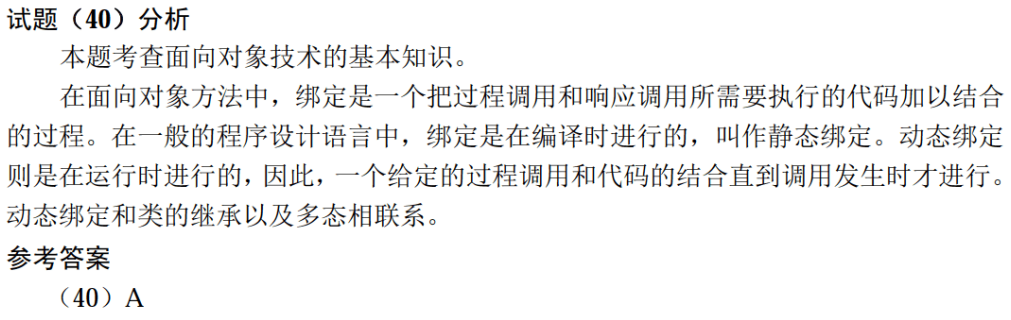 试题（40）分析
本题考查面向对象技术的基本知识。
在面向对象方法中，绑定是一个把过程调用和响应调用所需要执行的代码加以结合
的过程。在一般的程序设计语言中，绑定是在编译时进行的，叫作静态绑定。动态绑定
则是在运行时进行的，因此，一个给定的过程调用和代码的结合直到调用发生时才进行。
动态绑定和类的继承以及多态相联系。
参考答案
（40）A